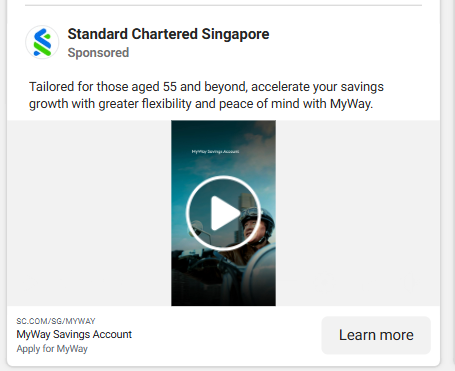 Standard Chartered Singapore
Sponsored
Tailored for those aged 55 and beyond, accelerate your savings
growth with greater flexibility and peace of mind with MyWay.
MyWay Savings Account
SC.COM/SG/MYWAY
MyWay Savings Account
Apply for MyWay
Learn more